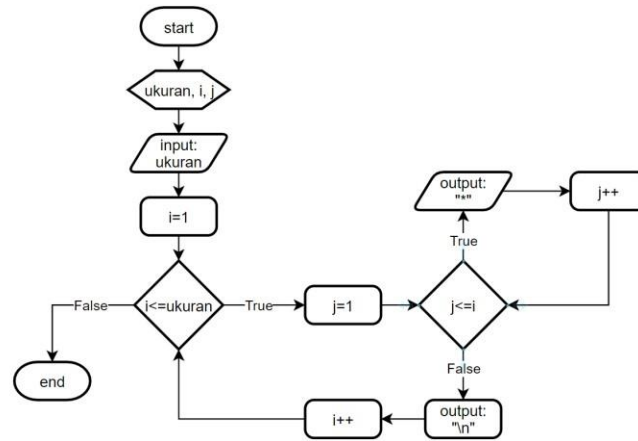 start
ukuran, i, j
input:
ukuran
i=1
i<=ukuran
False
end
True
j=1
j<=i
True
output:
"*"
j++
False
output:
"\n"
i++